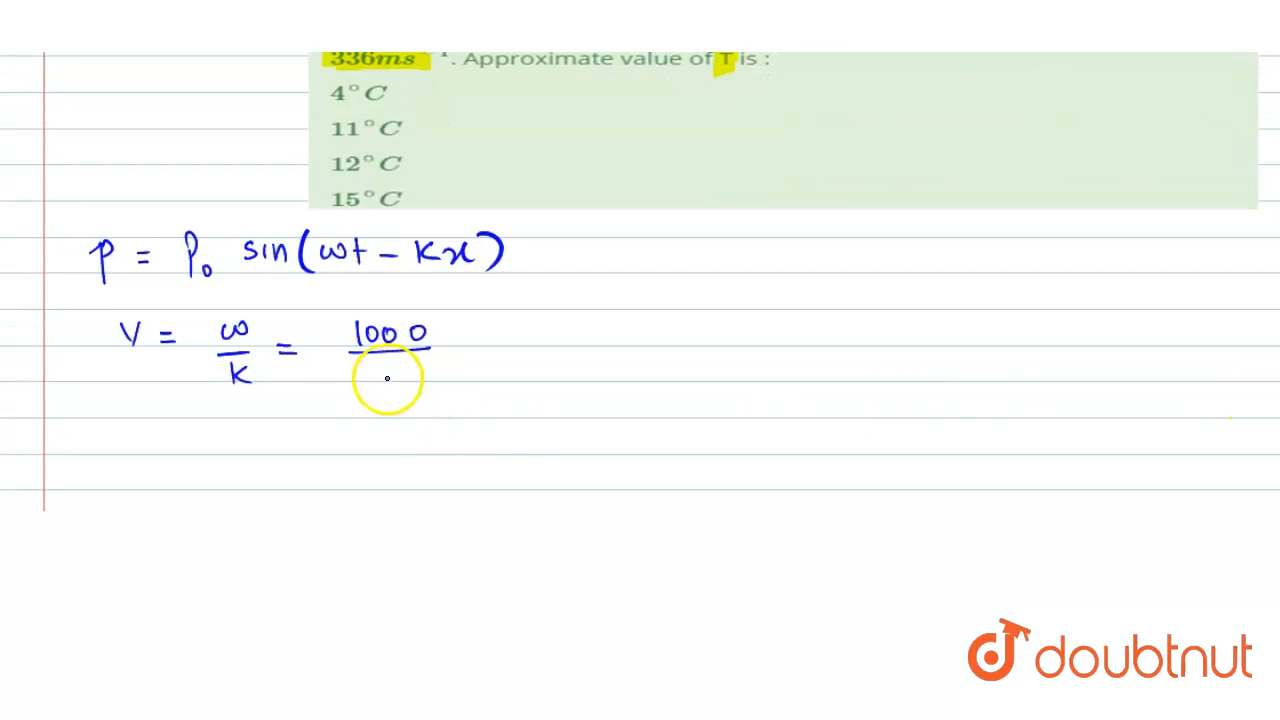 336ms⁻¹. Approximate value of T is :
4°C
11°C
12°C
15°C
p = P₀ sin(ωt − Kx)
V = ω/K = 1000
doubtnut